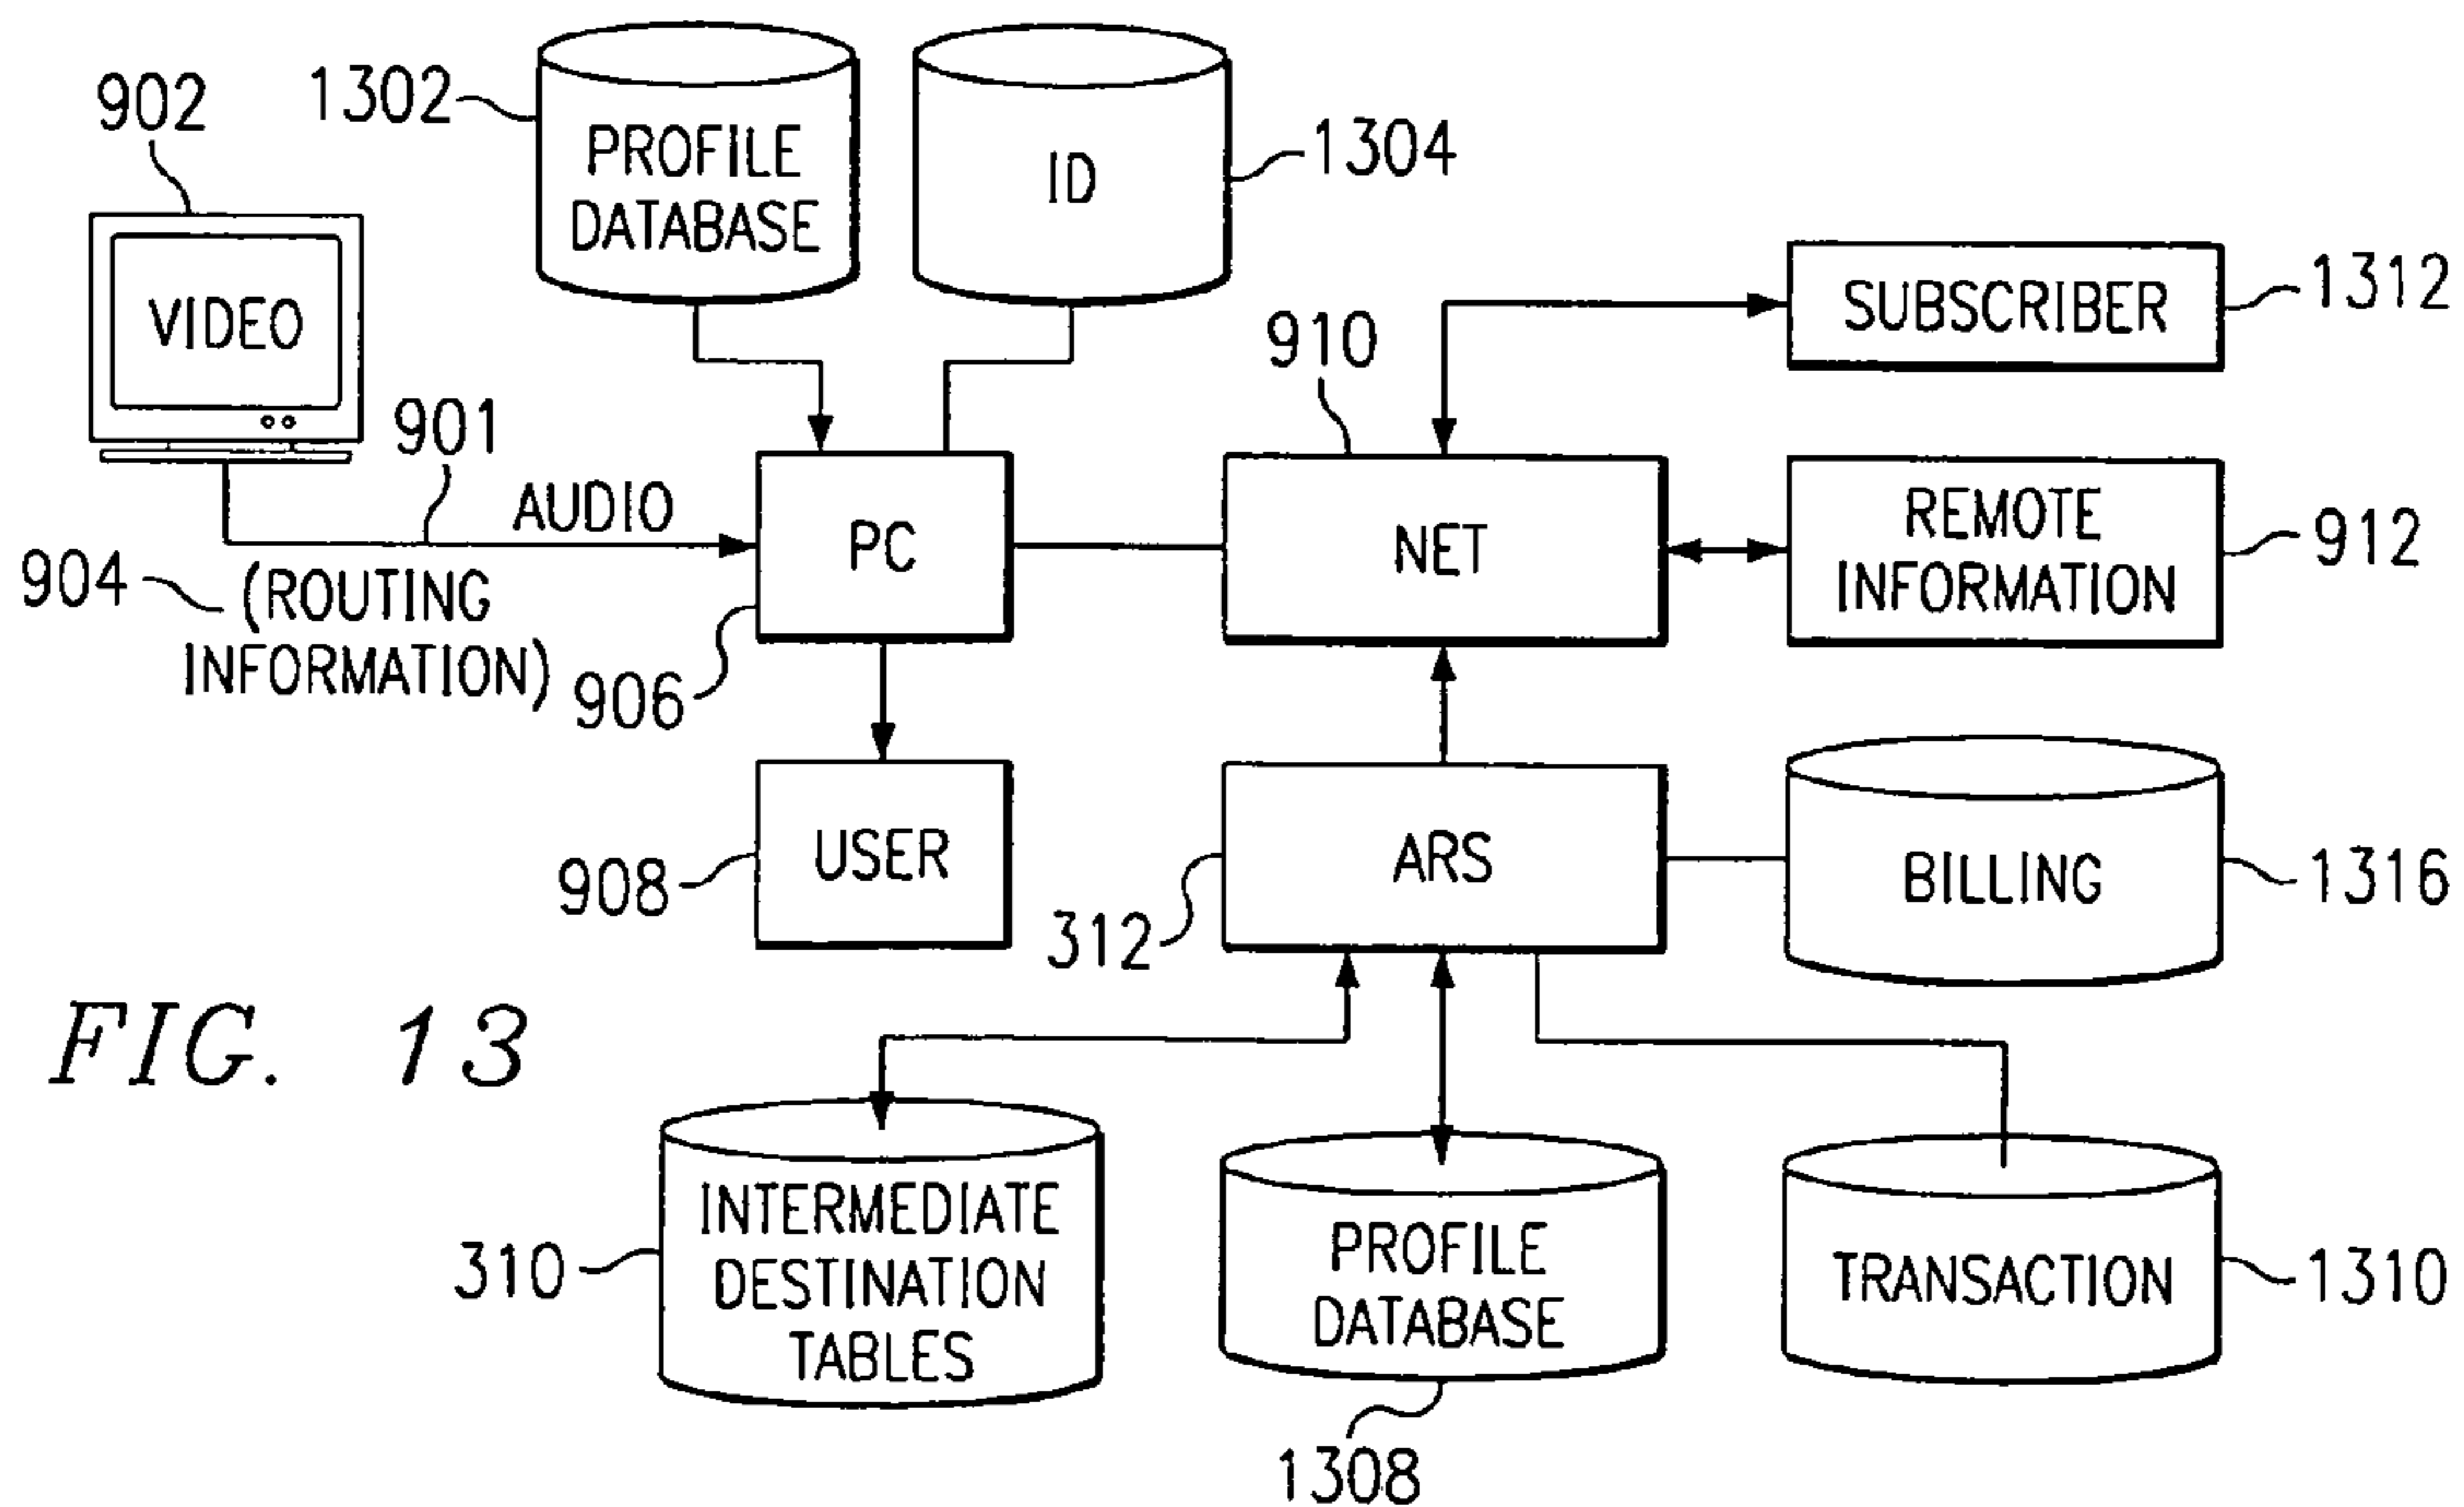 902
1302
PROFILE
DATABASE
ID
1304
VIDEO
SUBSCRIBER
1312
910
901
AUDIO
904
(ROUTING
INFORMATION)
PC
906
NET
REMOTE
INFORMATION
912
USER
908
ARS
312
BILLING
1316
FIG. 13
310
INTERMEDIATE
DESTINATION
TABLES
PROFILE
DATABASE
1308
TRANSACTION
1310